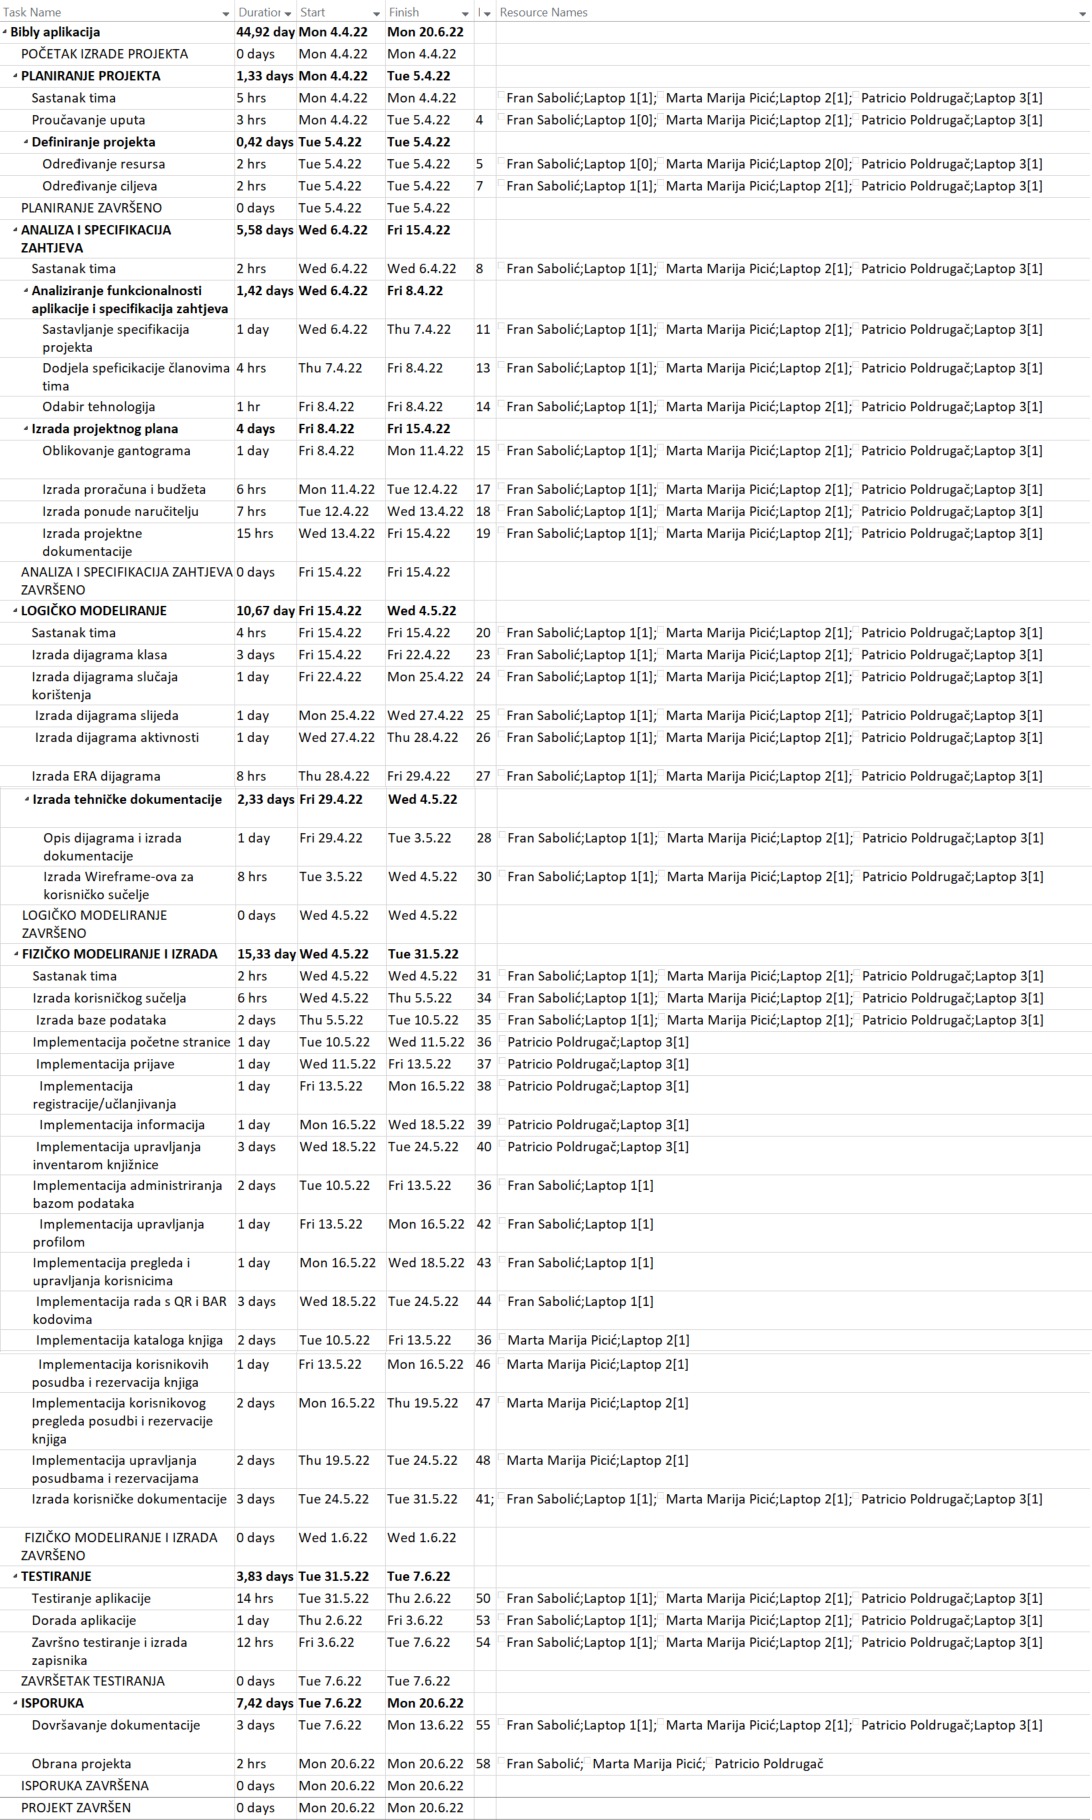 Task Name Duration Start Finish I Resource Names
Bibly aplikacija 44,92 day Mon 4.4.22 Mon 20.6.22
POČETAK IZRADE PROJEKTA 0 days Mon 4.4.22 Mon 4.4.22
PLANIRANJE PROJEKTA 1,33 days Mon 4.4.22 Tue 5.4.22
Sastanak tima 5 hrs Mon 4.4.22 Mon 4.4.22 Fran Sabolić;Laptop 1[1]; Marta Marija Picić;Laptop 2[1]; Patricio Poldrugač;Laptop 3[1]
Proučavanje uputa 3 hrs Mon 4.4.22 Tue 5.4.22 4 Fran Sabolić;Laptop 1[0]; Marta Marija Picić;Laptop 2[1]; Patricio Poldrugač;Laptop 3[1]
Definiranje projekta 0,42 days Tue 5.4.22 Tue 5.4.22
Određivanje resursa 2 hrs Tue 5.4.22 Tue 5.4.22 5 Fran Sabolić;Laptop 1[0]; Marta Marija Picić;Laptop 2[0]; Patricio Poldrugač;Laptop 3[1]
Određivanje ciljeva 2 hrs Tue 5.4.22 Tue 5.4.22 7 Fran Sabolić;Laptop 1[1]; Marta Marija Picić;Laptop 2[1]; Patricio Poldrugač;Laptop 3[1]
PLANIRANJE ZAVRŠENO 0 days Tue 5.4.22 Tue 5.4.22
ANALIZA I SPECIFIKACIJA 5,58 days Wed 6.4.22 Fri 15.4.22
ZAHTJEVA
Sastanak tima 2 hrs Wed 6.4.22 Wed 6.4.22 8 Fran Sabolić;Laptop 1[1]; Marta Marija Picić;Laptop 2[1]; Patricio Poldrugač;Laptop 3[1]
Analiziranje funkcionalnosti 1,42 days Wed 6.4.22 Fri 8.4.22
aplikacije i specifikacija zahtjeva
Sastavljanje specifikacija 1 day Wed 6.4.22 Thu 7.4.22 11 Fran Sabolić;Laptop 1[1]; Marta Marija Picić;Laptop 2[1]; Patricio Poldrugač;Laptop 3[1]
projekta
Dodjela speficikacije članovima 4 hrs Thu 7.4.22 Fri 8.4.22 13 Fran Sabolić;Laptop 1[1]; Marta Marija Picić;Laptop 2[1]; Patricio Poldrugač;Laptop 3[1]
tima
Odabir tehnologija 1 hr Fri 8.4.22 Fri 8.4.22 14 Fran Sabolić;Laptop 1[1]; Marta Marija Picić;Laptop 2[1]; Patricio Poldrugač;Laptop 3[1]
Izrada projektnog plana 4 days Fri 8.4.22 Fri 15.4.22
Oblikovanje gantograma 1 day Fri 8.4.22 Mon 11.4.22 15 Fran Sabolić;Laptop 1[1]; Marta Marija Picić;Laptop 2[1]; Patricio Poldrugač;Laptop 3[1]
Izrada proračuna i budžeta 6 hrs Mon 11.4.22 Tue 12.4.22 17 Fran Sabolić;Laptop 1[1]; Marta Marija Picić;Laptop 2[1]; Patricio Poldrugač;Laptop 3[1]
Izrada ponude naručitelju 7 hrs Tue 12.4.22 Wed 13.4.22 18 Fran Sabolić;Laptop 1[1]; Marta Marija Picić;Laptop 2[1]; Patricio Poldrugač;Laptop 3[1]
Izrada projektne 15 hrs Wed 13.4.22 Fri 15.4.22 19 Fran Sabolić;Laptop 1[1]; Marta Marija Picić;Laptop 2[1]; Patricio Poldrugač;Laptop 3[1]
dokumentacije
ANALIZA I SPECIFIKACIJA ZAHTJEVA 0 days Fri 15.4.22 Fri 15.4.22
ZAVRŠENO
LOGIČKO MODELIRANJE 10,67 day Fri 15.4.22 Wed 4.5.22
Sastanak tima 4 hrs Fri 15.4.22 Fri 15.4.22 20 Fran Sabolić;Laptop 1[1]; Marta Marija Picić;Laptop 2[1]; Patricio Poldrugač;Laptop 3[1]
Izrada dijagrama klasa 3 days Fri 15.4.22 Fri 22.4.22 23 Fran Sabolić;Laptop 1[1]; Marta Marija Picić;Laptop 2[1]; Patricio Poldrugač;Laptop 3[1]
Izrada dijagrama slučaja 1 day Fri 22.4.22 Mon 25.4.22 24 Fran Sabolić;Laptop 1[1]; Marta Marija Picić;Laptop 2[1]; Patricio Poldrugač;Laptop 3[1]
korištenja
Izrada dijagrama slijeda 1 day Mon 25.4.22 Wed 27.4.22 25 Fran Sabolić;Laptop 1[1]; Marta Marija Picić;Laptop 2[1]; Patricio Poldrugač;Laptop 3[1]
Izrada dijagrama aktivnosti 1 day Wed 27.4.22 Thu 28.4.22 26 Fran Sabolić;Laptop 1[1]; Marta Marija Picić;Laptop 2[1]; Patricio Poldrugač;Laptop 3[1]
Izrada ERA dijagrama 8 hrs Thu 28.4.22 Fri 29.4.22 27 Fran Sabolić;Laptop 1[1]; Marta Marija Picić;Laptop 2[1]; Patricio Poldrugač;Laptop 3[1]
Izrada tehničke dokumentacije 2,33 days Fri 29.4.22 Wed 4.5.22
Opis dijagrama i izrada 1 day Fri 29.4.22 Tue 3.5.22 28 Fran Sabolić;Laptop 1[1]; Marta Marija Picić;Laptop 2[1]; Patricio Poldrugač;Laptop 3[1]
dokumentacije
Izrada Wireframe-ova za 8 hrs Tue 3.5.22 Wed 4.5.22 30 Fran Sabolić;Laptop 1[1]; Marta Marija Picić;Laptop 2[1]; Patricio Poldrugač;Laptop 3[1]
korisničko sučelje
LOGIČKO MODELIRANJE 0 days Wed 4.5.22 Wed 4.5.22
ZAVRŠENO
FIZIČKO MODELIRANJE I IZRADA 15,33 day Wed 4.5.22 Tue 31.5.22
Sastanak tima 2 hrs Wed 4.5.22 Wed 4.5.22 31 Fran Sabolić;Laptop 1[1]; Marta Marija Picić;Laptop 2[1]; Patricio Poldrugač;Laptop 3[1]
Izrada korisničkog sučelja 6 hrs Wed 4.5.22 Thu 5.5.22 34 Fran Sabolić;Laptop 1[1]; Marta Marija Picić;Laptop 2[1]; Patricio Poldrugač;Laptop 3[1]
Izrada baze podataka 2 days Thu 5.5.22 Tue 10.5.22 35 Fran Sabolić;Laptop 1[1]; Marta Marija Picić;Laptop 2[1]; Patricio Poldrugač;Laptop 3[1]
Implementacija početne stranice 1 day Tue 10.5.22 Wed 11.5.22 36 Patricio Poldrugač;Laptop 3[1]
Implementacija prijave 1 day Wed 11.5.22 Fri 13.5.22 37 Patricio Poldrugač;Laptop 3[1]
Implementacija 1 day Fri 13.5.22 Mon 16.5.22 38 Patricio Poldrugač;Laptop 3[1]
registracije/učlanjivanja
Implementacija informacija 1 day Mon 16.5.22 Wed 18.5.22 39 Patricio Poldrugač;Laptop 3[1]
Implementacija upravljanja 3 days Wed 18.5.22 Tue 24.5.22 40 Patricio Poldrugač;Laptop 3[1]
inventarom knjižnice
Implementacija administriranja 2 days Tue 10.5.22 Fri 13.5.22 36 Fran Sabolić;Laptop 1[1]
bazom podataka
Implementacija upravljanja 1 day Fri 13.5.22 Mon 16.5.22 42 Fran Sabolić;Laptop 1[1]
profilom
Implementacija pregleda i 1 day Mon 16.5.22 Wed 18.5.22 43 Fran Sabolić;Laptop 1[1]
upravljanja korisnicima
Implementacija rada s QR i BAR 3 days Wed 18.5.22 Tue 24.5.22 44 Fran Sabolić;Laptop 1[1]
kodovima
Implementacija kataloga knjiga 2 days Tue 10.5.22 Fri 13.5.22 36 Marta Marija Picić;Laptop 2[1]
Implementacija korisnikovih 1 day Fri 13.5.22 Mon 16.5.22 46 Marta Marija Picić;Laptop 2[1]
posudba i rezervacija knjiga
Implementacija korisnikovog 2 days Mon 16.5.22 Thu 19.5.22 47 Marta Marija Picić;Laptop 2[1]
pregleda posudbi i rezervacije
knjiga
Implementacija upravljanja 2 days Thu 19.5.22 Tue 24.5.22 48 Marta Marija Picić;Laptop 2[1]
posudbama i rezervacijama
Izrada korisničke dokumentacije 3 days Tue 24.5.22 Tue 31.5.22 41; Fran Sabolić;Laptop 1[1]; Marta Marija Picić;Laptop 2[1]; Patricio Poldrugač;Laptop 3[1]
FIZIČKO MODELIRANJE I IZRADA 0 days Wed 1.6.22 Wed 1.6.22
ZAVRŠENO
TESTIRANJE 3,83 days Tue 31.5.22 Tue 7.6.22
Testiranje aplikacije 14 hrs Tue 31.5.22 Thu 2.6.22 50 Fran Sabolić;Laptop 1[1]; Marta Marija Picić;Laptop 2[1]; Patricio Poldrugač;Laptop 3[1]
Dorada aplikacije 1 day Thu 2.6.22 Fri 3.6.22 53 Fran Sabolić;Laptop 1[1]; Marta Marija Picić;Laptop 2[1]; Patricio Poldrugač;Laptop 3[1]
Završno testiranje i izrada 12 hrs Fri 3.6.22 Tue 7.6.22 54 Fran Sabolić;Laptop 1[1]; Marta Marija Picić;Laptop 2[1]; Patricio Poldrugač;Laptop 3[1]
zapisnika
ZAVRŠETAK TESTIRANJA 0 days Tue 7.6.22 Tue 7.6.22
ISPORUKA 7,42 days Tue 7.6.22 Mon 20.6.22
Dovršavanje dokumentacije 3 days Tue 7.6.22 Mon 13.6.22 55 Fran Sabolić;Laptop 1[1]; Marta Marija Picić;Laptop 2[1]; Patricio Poldrugač;Laptop 3[1]
Obrana projekta 2 hrs Mon 20.6.22 Mon 20.6.22 58 Fran Sabolić; Marta Marija Picić; Patricio Poldrugač
ISPORUKA ZAVRŠENA 0 days Mon 20.6.22 Mon 20.6.22
PROJEKT ZAVRŠEN 0 days Mon 20.6.22 Mon 20.6.22